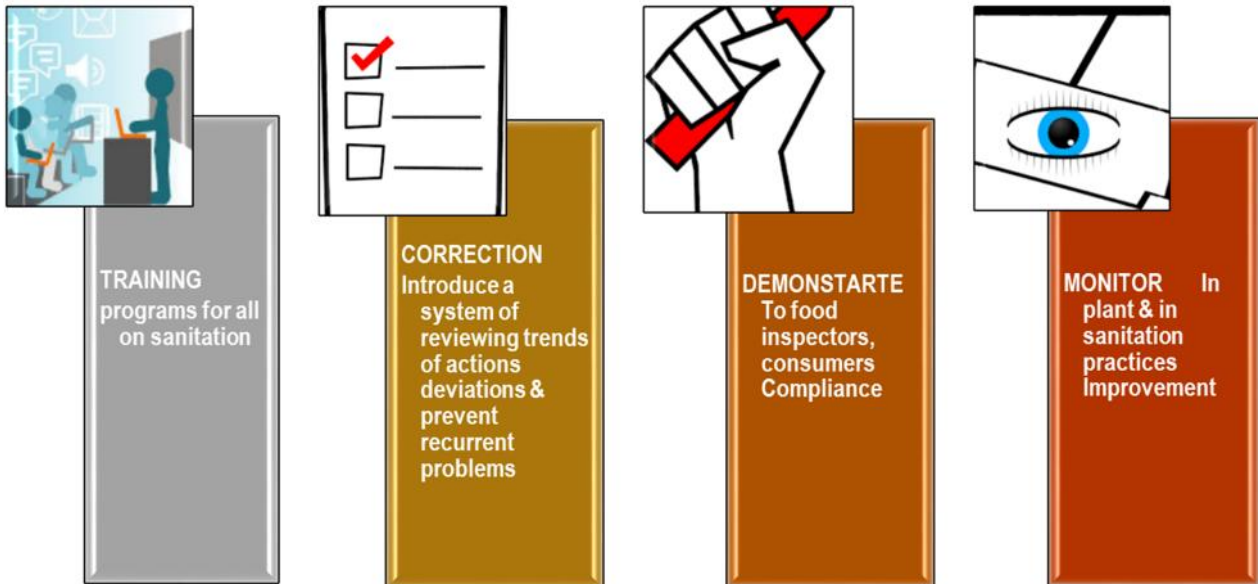 TRAINING
programs for all
on sanitation
CORRECTION
Introduce a
system of
reviewing trends
of actions
deviations &
prevent
recurrent
problems
DEMONSTARTE
To food
inspectors,
consumers
Compliance
MONITOR In
plant & in
sanitation
practices
Improvement